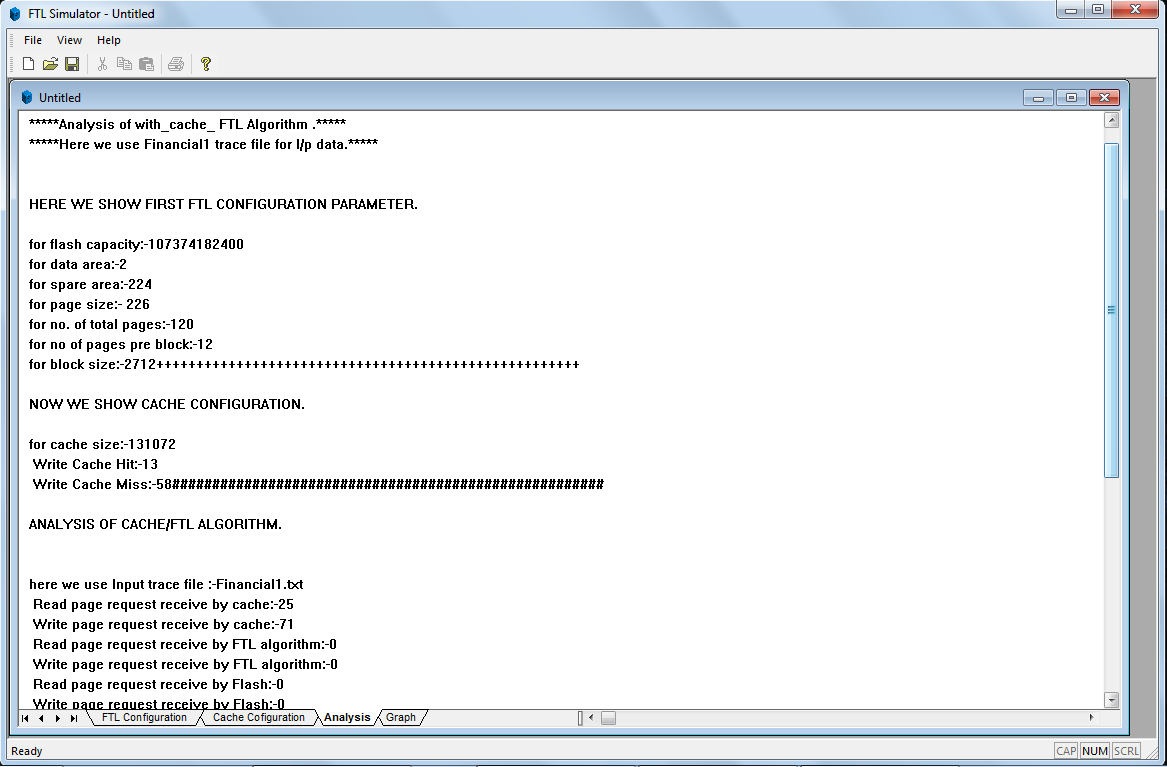 FTL Simulator - Untitled
File View Help
Untitled
*****Analysis of with_cache_ FTL Algorithm .*****
*****Here we use Financial1 trace file for I/p data.*****
HERE WE SHOW FIRST FTL CONFIGURATION PARAMETER.
for flash capacity:-107374182400
for data area:-2
for spare area:-224
for page size:- 226
for no. of total pages:-120
for no of pages pre block:-12
for block size:-2712+++++++++++++++++++++++++++++++++++++++++++++++++++++
NOW WE SHOW CACHE CONFIGURATION.
for cache size:-131072
Write Cache Hit:-13
Write Cache Miss:-58######################################################
ANALYSIS OF CACHE/FTL ALGORITHM.
here we use Input trace file :-Financial1.txt
Read page request receive by cache:-25
Write page request receive by cache:-71
Read page request receive by FTL algorithm:-0
Write page request receive by FTL algorithm:-0
Read page request receive by Flash:-0
Write page request receive by Flash:-0
FTL Configuration Cache Cofiguration Analysis Graph
Ready CAP NUM SCRL